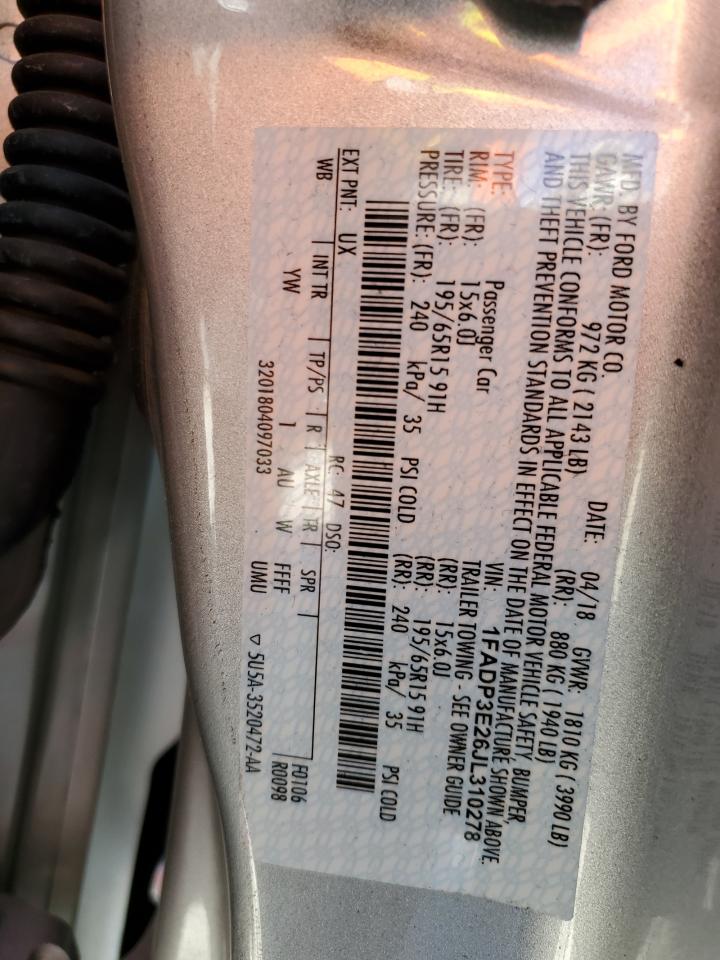 MFD. BY FORD MOTOR CO. DATE: 04/18 GVWR: 1810 KG ( 3990 LB)
GAWR: (FR): 972 KG ( 2143 LB) (RR): 880 KG ( 1940 LB)
THIS VEHICLE CONFORMS TO ALL APPLICABLE FEDERAL MOTOR VEHICLE SAFETY, BUMPER,
AND THEFT PREVENTION STANDARDS IN EFFECT ON THE DATE OF MANUFACTURE SHOWN ABOVE.
VIN: 1FADP3E26JL310278
TYPE: Passenger Car TRAILER TOWING - SEE OWNER GUIDE
RIM: (FR): 15x6.0J (RR): 15x6.0J
TIRE: (FR): 195/65R15 91H (RR): 195/65R15 91H
PRESSURE: (FR): 240 kPa/ 35 PSI COLD (RR): 240 kPa/ 35 PSI COLD
EXT PNT: UX RC: 47 DSO:
WB | INT TR | TP/PS | R | AXLE | TR | SPR | F0106
YW 1 AU W FFFF R0098
3201804097033 UMU ▽ 5U5A-3520472-AA